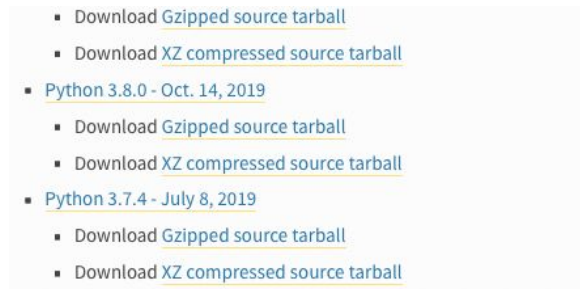 Download Gzipped source tarball
Download XZ compressed source tarball
Python 3.8.0 - Oct. 14, 2019
Download Gzipped source tarball
Download XZ compressed source tarball
Python 3.7.4 - July 8, 2019
Download Gzipped source tarball
Download XZ compressed source tarball